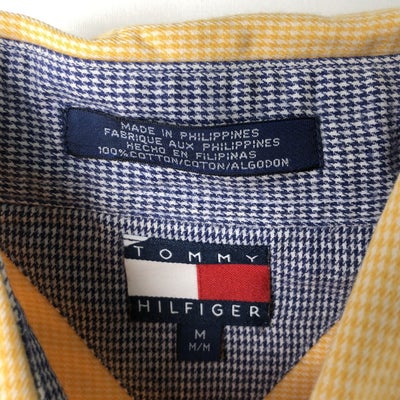 MADE IN PHILIPPINES
FABRIQUE AUX PHILIPPINES
HECHO EN FILIPINAS
100% COTTON/COTON/ALGODON
TOMMY
HILFIGER
M
M/M